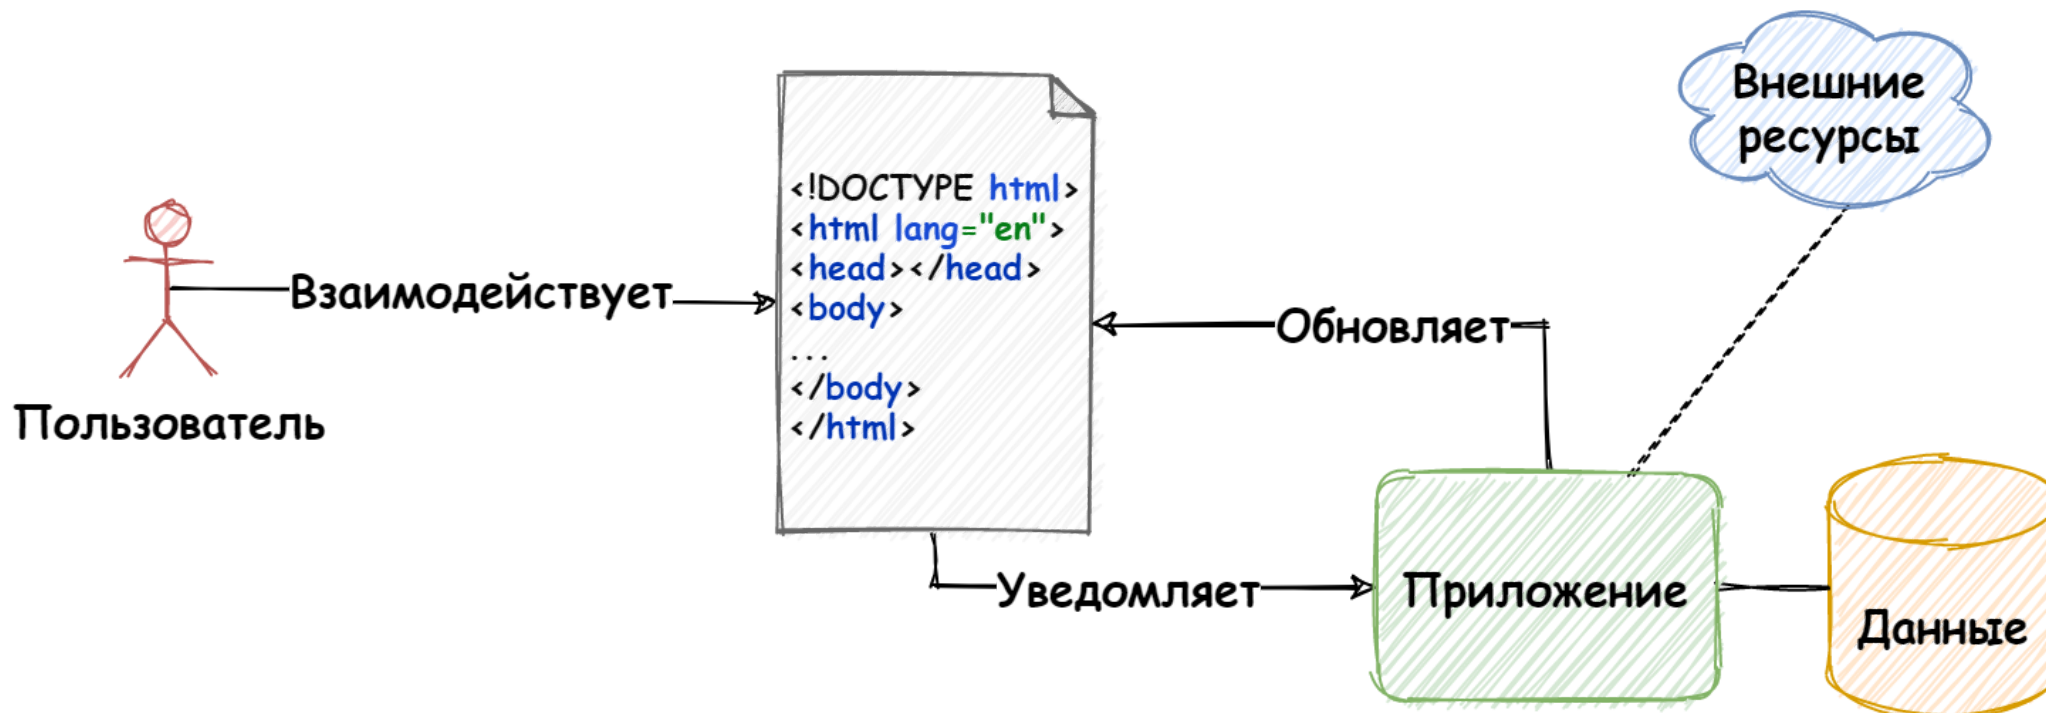 Внешние
ресурсы
<!DOCTYPE html>
<html lang="en">
<head></head>
<body>
...
</body>
</html>
Взаимодействует
Обновляет
Пользователь
Уведомляет
Приложение
Данные